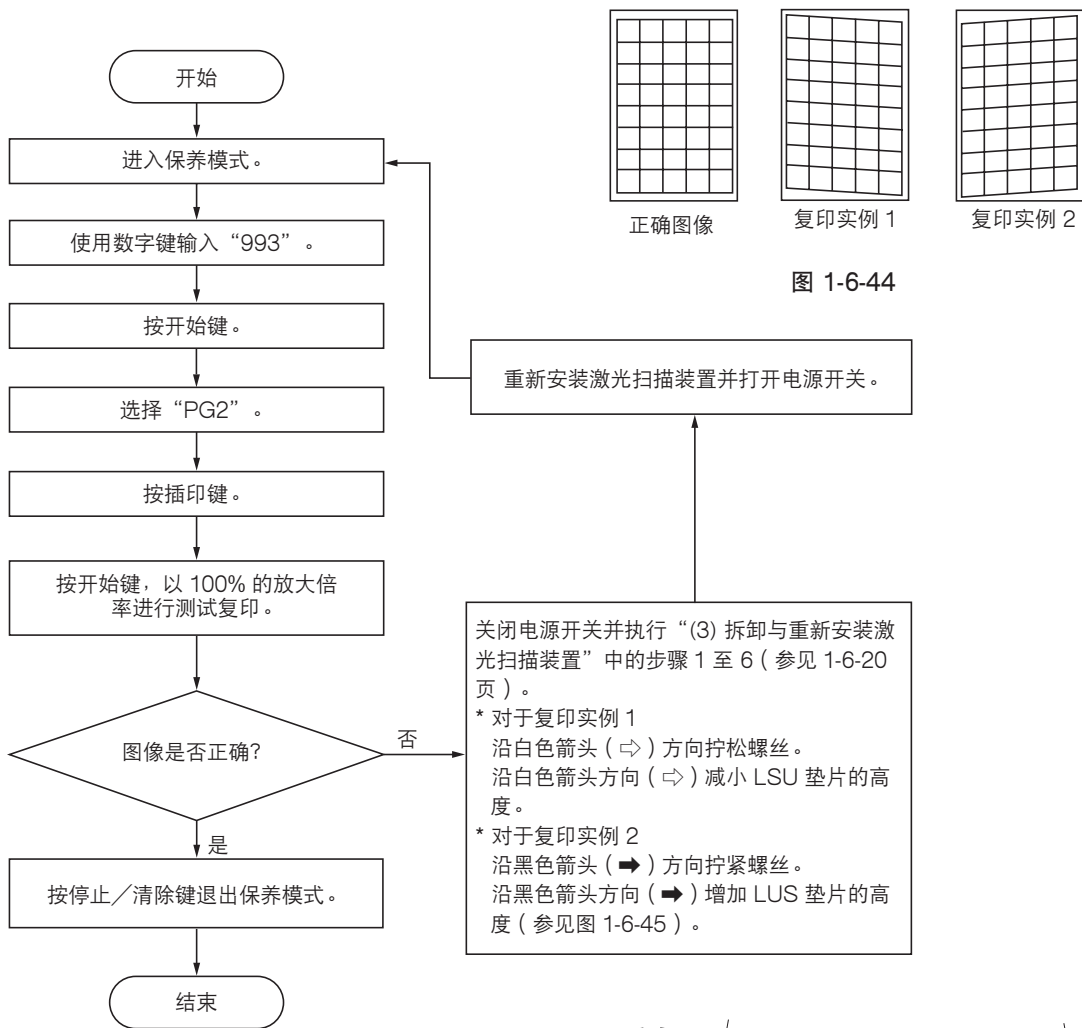 开始
进入保养模式。
使用数字键输入“993”。
按开始键。
选择“PG2”。
按插印键。
按开始键，以 100% 的放大倍
率进行测试复印。
图像是否正确?
否
是
按停止／清除键退出保养模式。
结束
正确图像
复印实例 1
复印实例 2
图 1-6-44
重新安装激光扫描装置并打开电源开关。
关闭电源开关并执行“(3) 拆卸与重新安装激
光扫描装置”中的步骤 1 至 6（参见 1-6-20
页）。
* 对于复印实例 1
沿白色箭头（⇨）方向拧松螺丝。
沿白色箭头方向（⇨）减小 LSU 垫片的高
度。
* 对于复印实例 2
沿黑色箭头（➡）方向拧紧螺丝。
沿黑色箭头方向（➡）增加 LUS 垫片的高
度（参见图 1-6-45）。